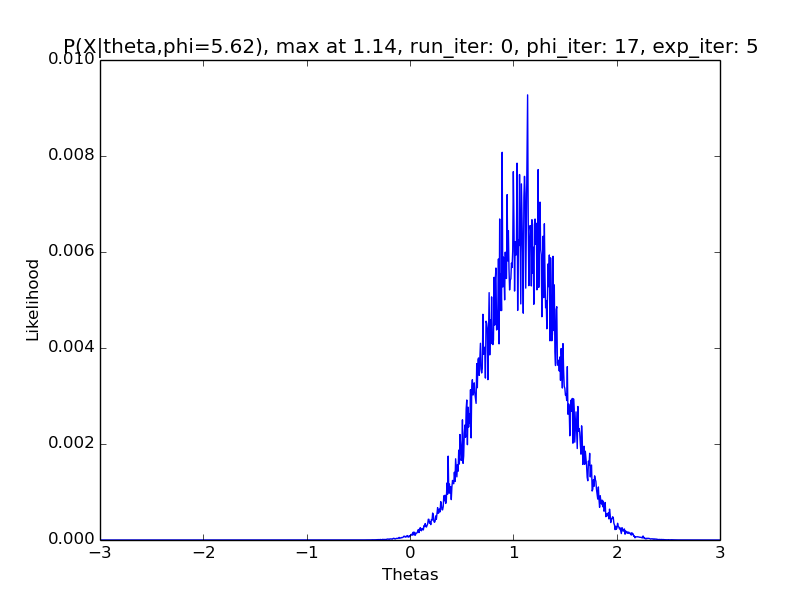 P(X|theta,phi=5.62), max at 1.14, run_iter: 0, phi_iter: 17, exp_iter: 5
0.010
0.008
0.006
0.004
0.002
0.000
Likelihood
−3 −2 −1 0 1 2 3
Thetas